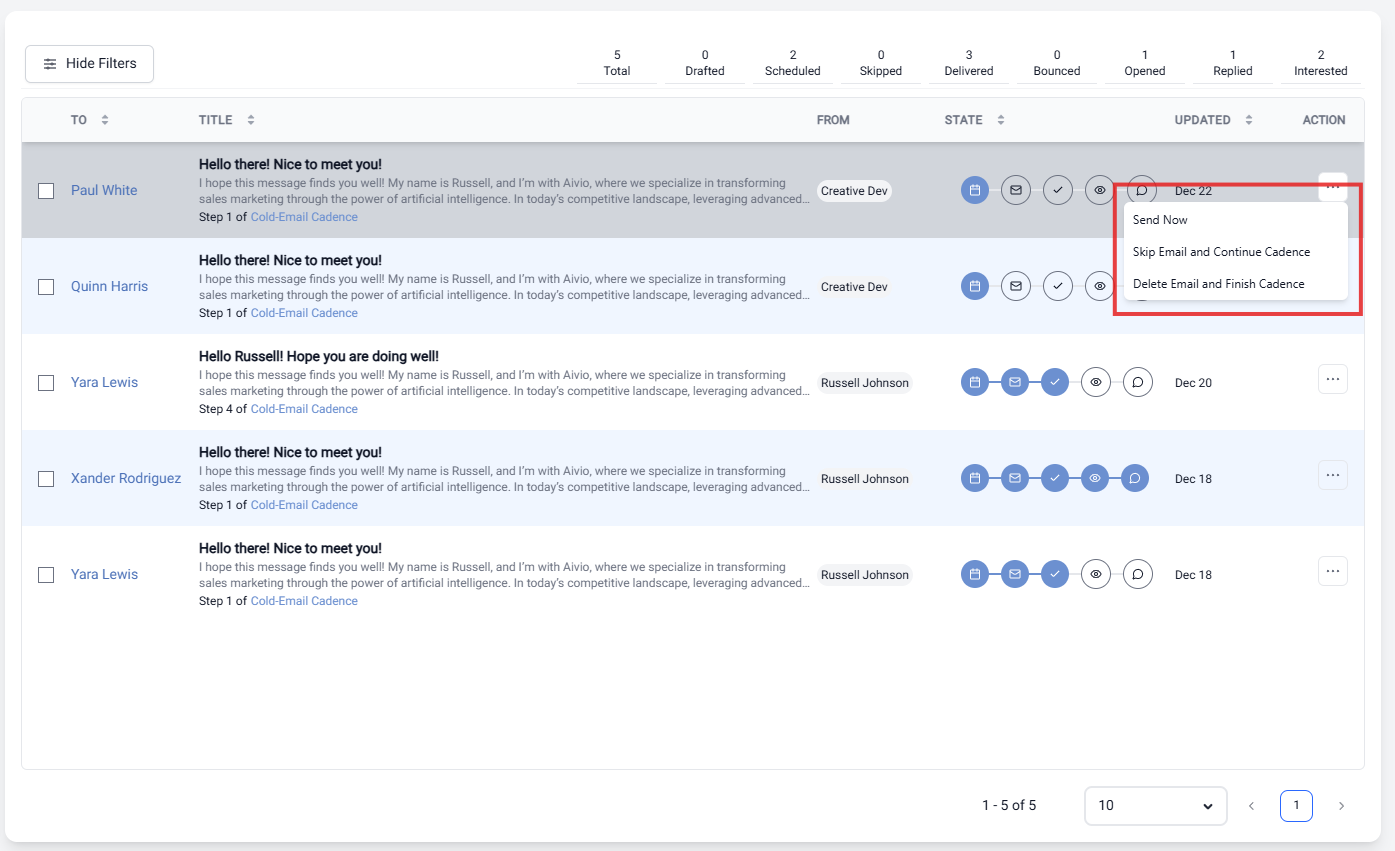 Hide Filters
5 0 2 0 3 0 1 1 2
Total Drafted Scheduled Skipped Delivered Bounced Opened Replied Interested
TO TITLE FROM STATE UPDATED ACTION
Hello there! Nice to meet you!
I hope this message finds you well! My name is Russell, and I'm with Aivio, where we specialize in transforming
Paul White Creative Dev Dec 22 ...
sales marketing through the power of artificial intelligence. In today's competitive landscape, leveraging advanced...
Step 1 of Cold-Email Cadence
Send Now
Skip Email and Continue Cadence
Delete Email and Finish Cadence
Hello there! Nice to meet you!
I hope this message finds you well! My name is Russell, and I'm with Aivio, where we specialize in transforming
Quinn Harris Creative Dev
sales marketing through the power of artificial intelligence. In today's competitive landscape, leveraging advanced...
Step 1 of Cold-Email Cadence
Hello Russell! Hope you are doing well!
I hope this message finds you well! My name is Russell, and I'm with Aivio, where we specialize in transforming
Yara Lewis Russell Johnson Dec 20 ...
sales marketing through the power of artificial intelligence. In today's competitive landscape, leveraging advanced...
Step 4 of Cold-Email Cadence
Hello there! Nice to meet you!
I hope this message finds you well! My name is Russell, and I'm with Aivio, where we specialize in transforming
Xander Rodriguez Russell Johnson Dec 18 ...
sales marketing through the power of artificial intelligence. In today's competitive landscape, leveraging advanced...
Step 1 of Cold-Email Cadence
Hello there! Nice to meet you!
I hope this message finds you well! My name is Russell, and I'm with Aivio, where we specialize in transforming
Yara Lewis Russell Johnson Dec 18 ...
sales marketing through the power of artificial intelligence. In today's competitive landscape, leveraging advanced...
Step 1 of Cold-Email Cadence
1 - 5 of 5 10 1